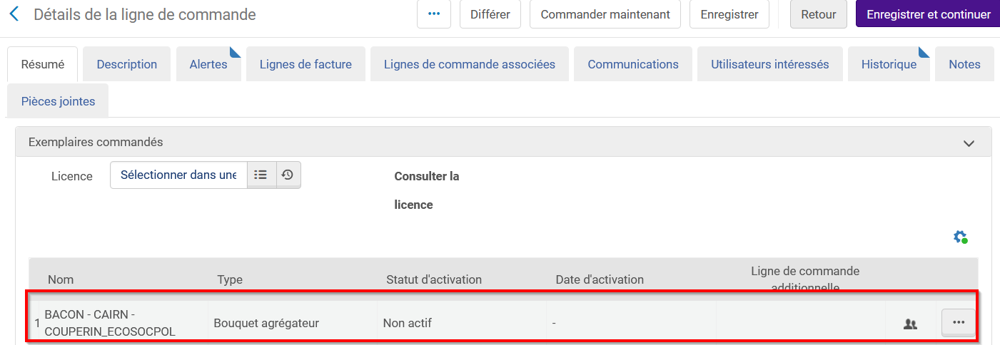 Détails de la ligne de commande
Différer
Commander maintenant
Enregistrer
Retour
Enregistrer et continuer
Résumé
Description
Alertes
Lignes de facture
Lignes de commande associées
Communications
Utilisateurs intéressés
Historique
Notes
Pièces jointes
Exemplaires commandés
Licence
Sélectionner dans une
Consulter la
licence
Nom
Type
Statut d'activation
Date d'activation
Ligne de commande
additionnelle
1
BACON - CAIRN -
COUPERIN_ECOSOCPOL
Bouquet agrégateur
Non actif
-